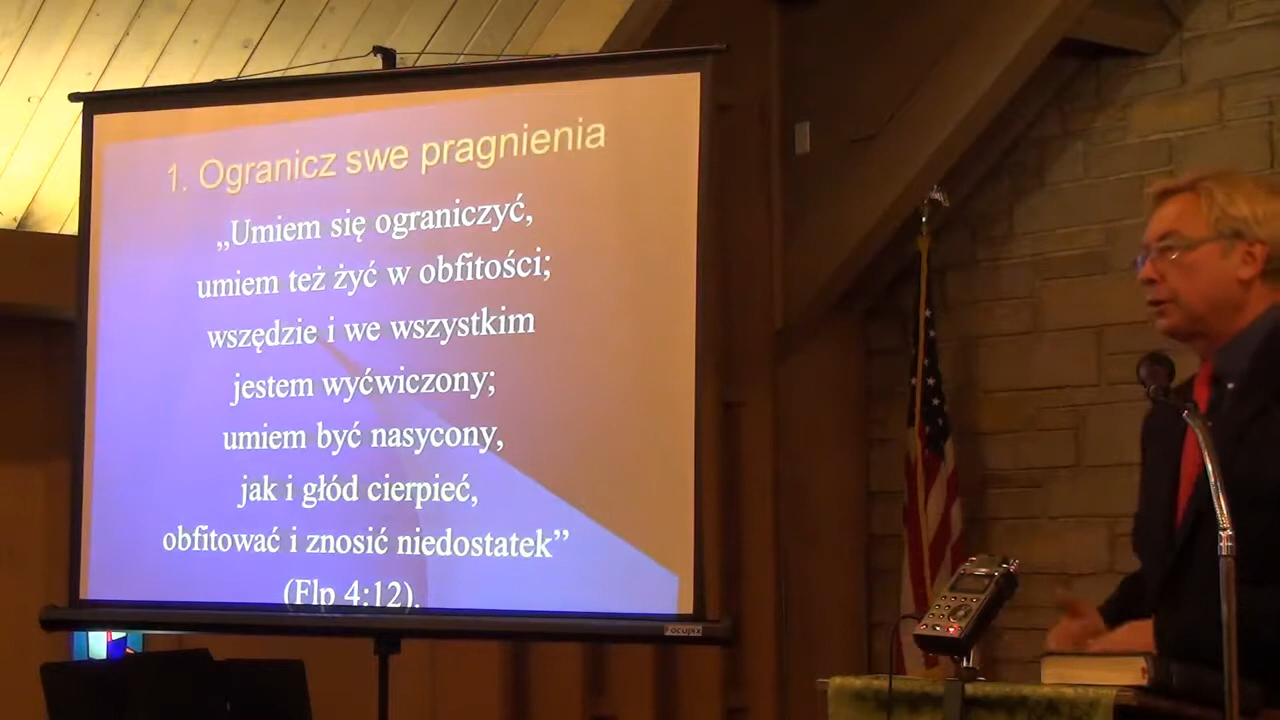 1. Ogranicz swe pragnienia
„Umiem się ograniczyć,
umiem też żyć w obfitości;
wszędzie i we wszystkim
jestem wyćwiczony;
umiem być nasycony,
jak i głód cierpieć,
obfitować i znosić niedostatek”
(Flp 4:12).
Focupix